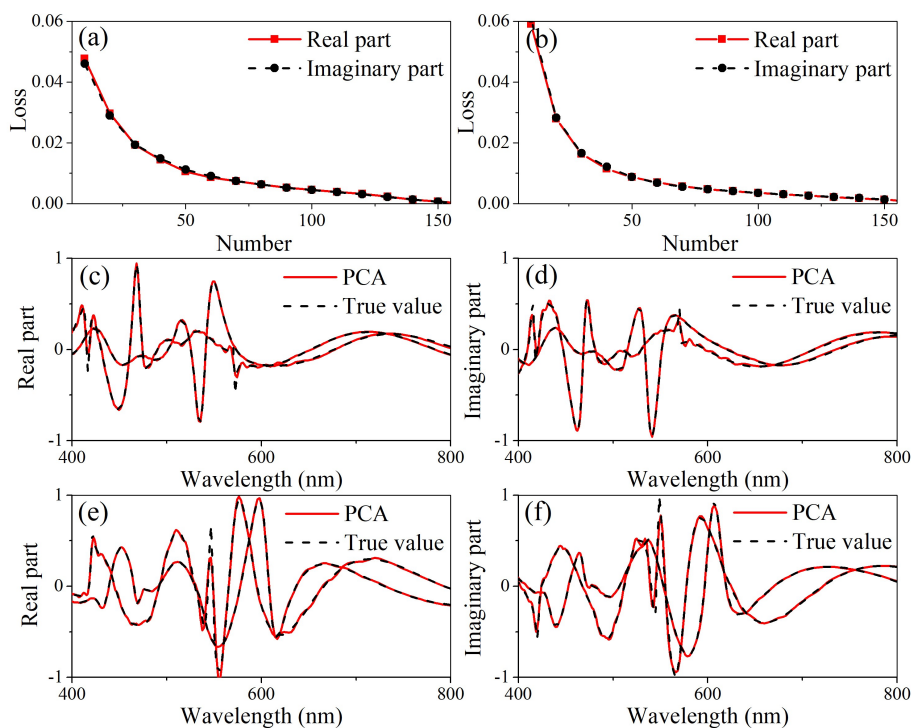 (a)
Real part
Imaginary part
Loss
0.06
0.04
0.02
0.00
50
100
150
Number
(b)
Real part
Imaginary part
Loss
0.06
0.04
0.02
0.00
50
100
150
Number
(c)
PCA
True value
Real part
1
0
-1
400
600
800
Wavelength (nm)
(d)
PCA
True value
Imaginary part
1
0
-1
400
600
800
Wavelength (nm)
(e)
PCA
True value
Real part
1
0
-1
400
600
800
Wavelength (nm)
(f)
PCA
True value
Imaginary part
1
0
-1
400
600
800
Wavelength (nm)